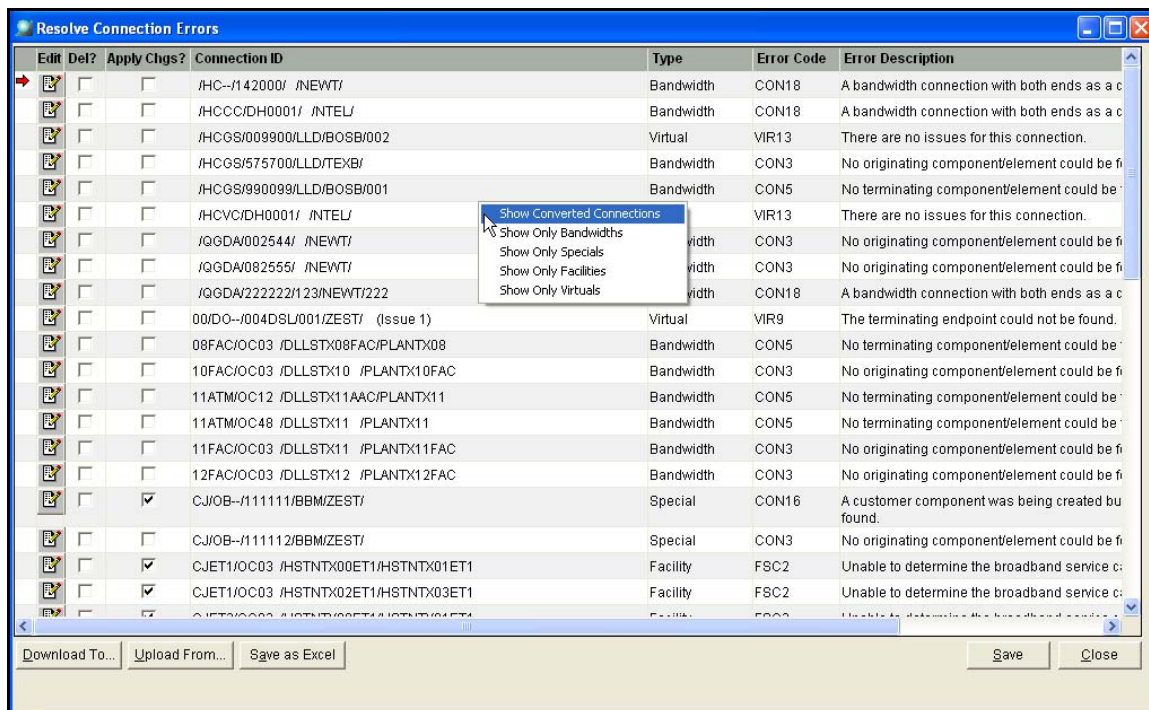 Resolve Connection Errors
Edit Del? Apply Chgs? Connection ID Type Error Code Error Description
/HC--/142000/ /NEWT/ Bandwidth CON18 A bandwidth connection with both ends as a c
/HCCC/DH0001/ /NTEL/ Bandwidth CON18 A bandwidth connection with both ends as a c
/HCGS/009900/LLD/BOSB/002 Virtual VIR13 There are no issues for this connection.
/HCGS/575700/LLD/TEXB/ Bandwidth CON3 No originating component/element could be f
/HCGS/990099/LLD/BOSB/001 Bandwidth CON5 No terminating component/element could be
/HCVC/DH0001/ /NTEL/ VIR13 There are no issues for this connection.
Show Converted Connections
Show Only Bandwidths
Show Only Specials
Show Only Facilities
Show Only Virtuals
/QGDA/002544/ /NEWT/ width CON3 No originating component/element could be f
/QGDA/082555/ /NEWT/ CON3 No originating component/element could be f
/QGDA/222222/123/NEWT/222 width CON18 A bandwidth connection with both ends as a c
00/DO--/004DSL/001/ZEST/ (Issue 1) Virtual VIR9 The terminating endpoint could not be found.
08FAC/OC03 /DLLSTX08FAC/PLANTX08 Bandwidth CON5 No terminating component/element could be
10FAC/OC03 /DLLSTX10 /PLANTX10FAC Bandwidth CON3 No originating component/element could be f
11ATM/OC12 /DLLSTX11AAC/PLANTX11 Bandwidth CON5 No terminating component/element could be
11ATM/OC48 /DLLSTX11 /PLANTX11 Bandwidth CON5 No terminating component/element could be
11FAC/OC03 /DLLSTX11 /PLANTX11FAC Bandwidth CON3 No originating component/element could be f
12FAC/OC03 /DLLSTX12 /PLANTX12FAC Bandwidth CON3 No originating component/element could be f
CJ/OB--/111111/BBM/ZEST/ Special CON16 A customer component was being created bu
found.
CJ/OB--/111112/BBM/ZEST/ Special CON3 No originating component/element could be f
CJET1/OC03 /HSTNTX00ET1/HSTNTX01ET1 Facility FSC2 Unable to determine the broadband service c
CJET1/OC03 /HSTNTX02ET1/HSTNTX03ET1 Facility FSC2 Unable to determine the broadband service c
Download To... Upload From... Save as Excel Save Close